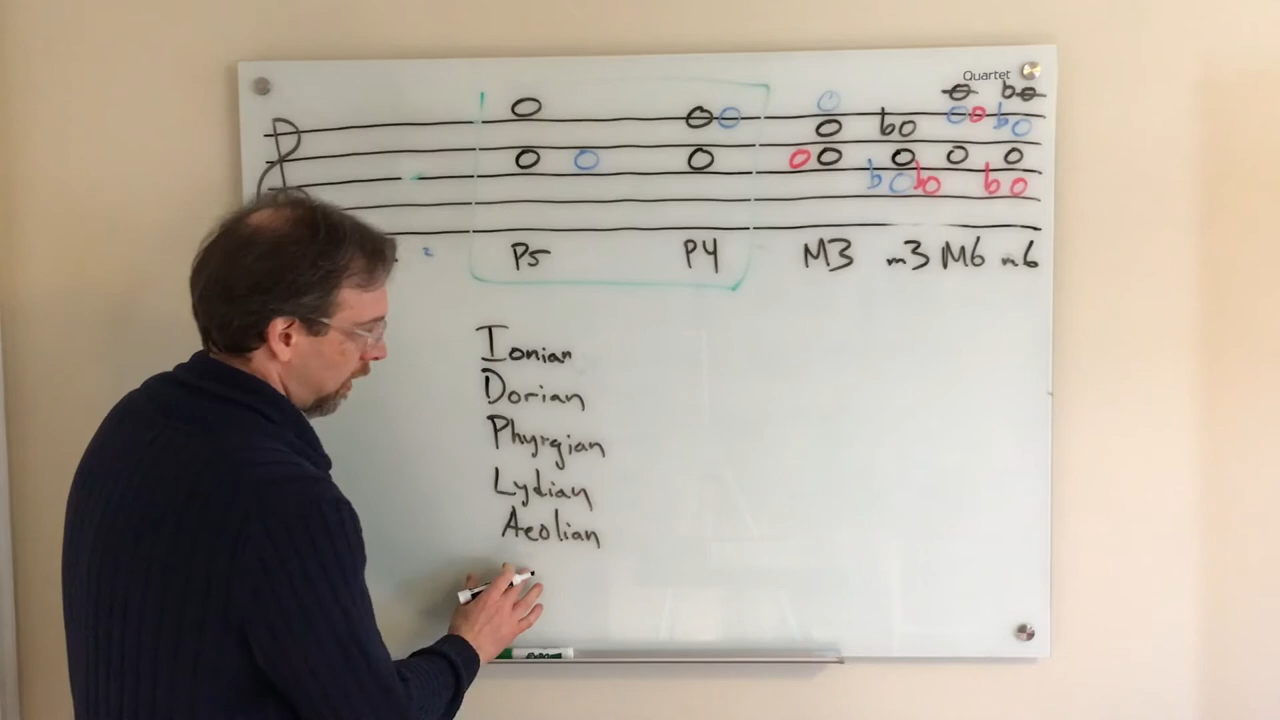 Quartet
P5 P4 M3 m3 M6 m6
Ionian
Dorian
Phyrgian
Lydian
Aeolian